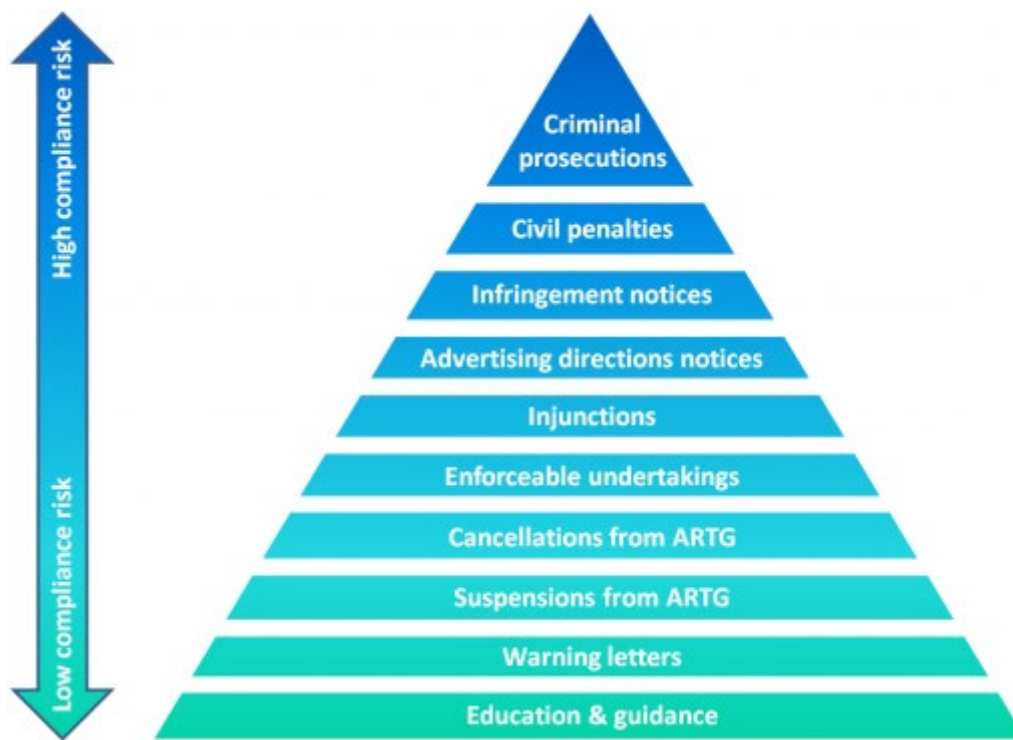 High compliance risk
Low compliance risk
Criminal
prosecutions
Civil penalties
Infringement notices
Advertising directions notices
Injunctions
Enforceable undertakings
Cancellations from ARTG
Suspensions from ARTG
Warning letters
Education & guidance